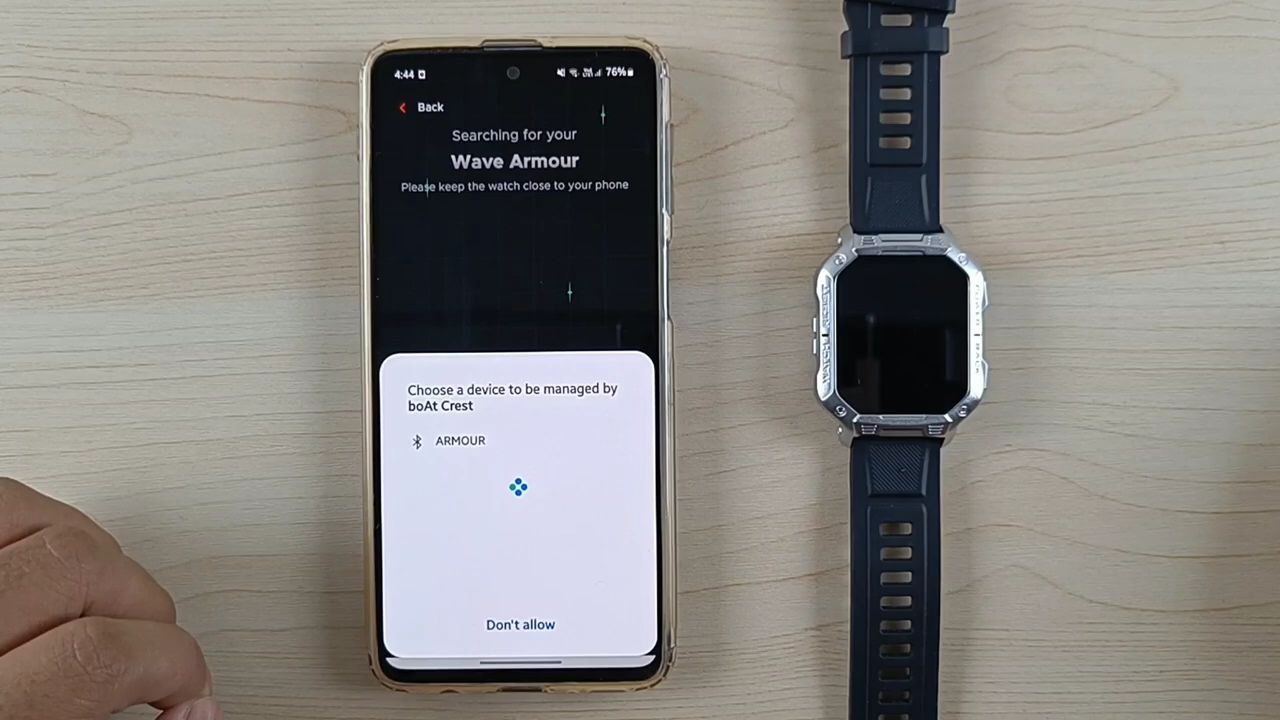 4:44
76%
Back
Searching for your
Wave Armour
Please keep the watch close to your phone
Choose a device to be managed by
boAt Crest
ARMOUR
Don't allow